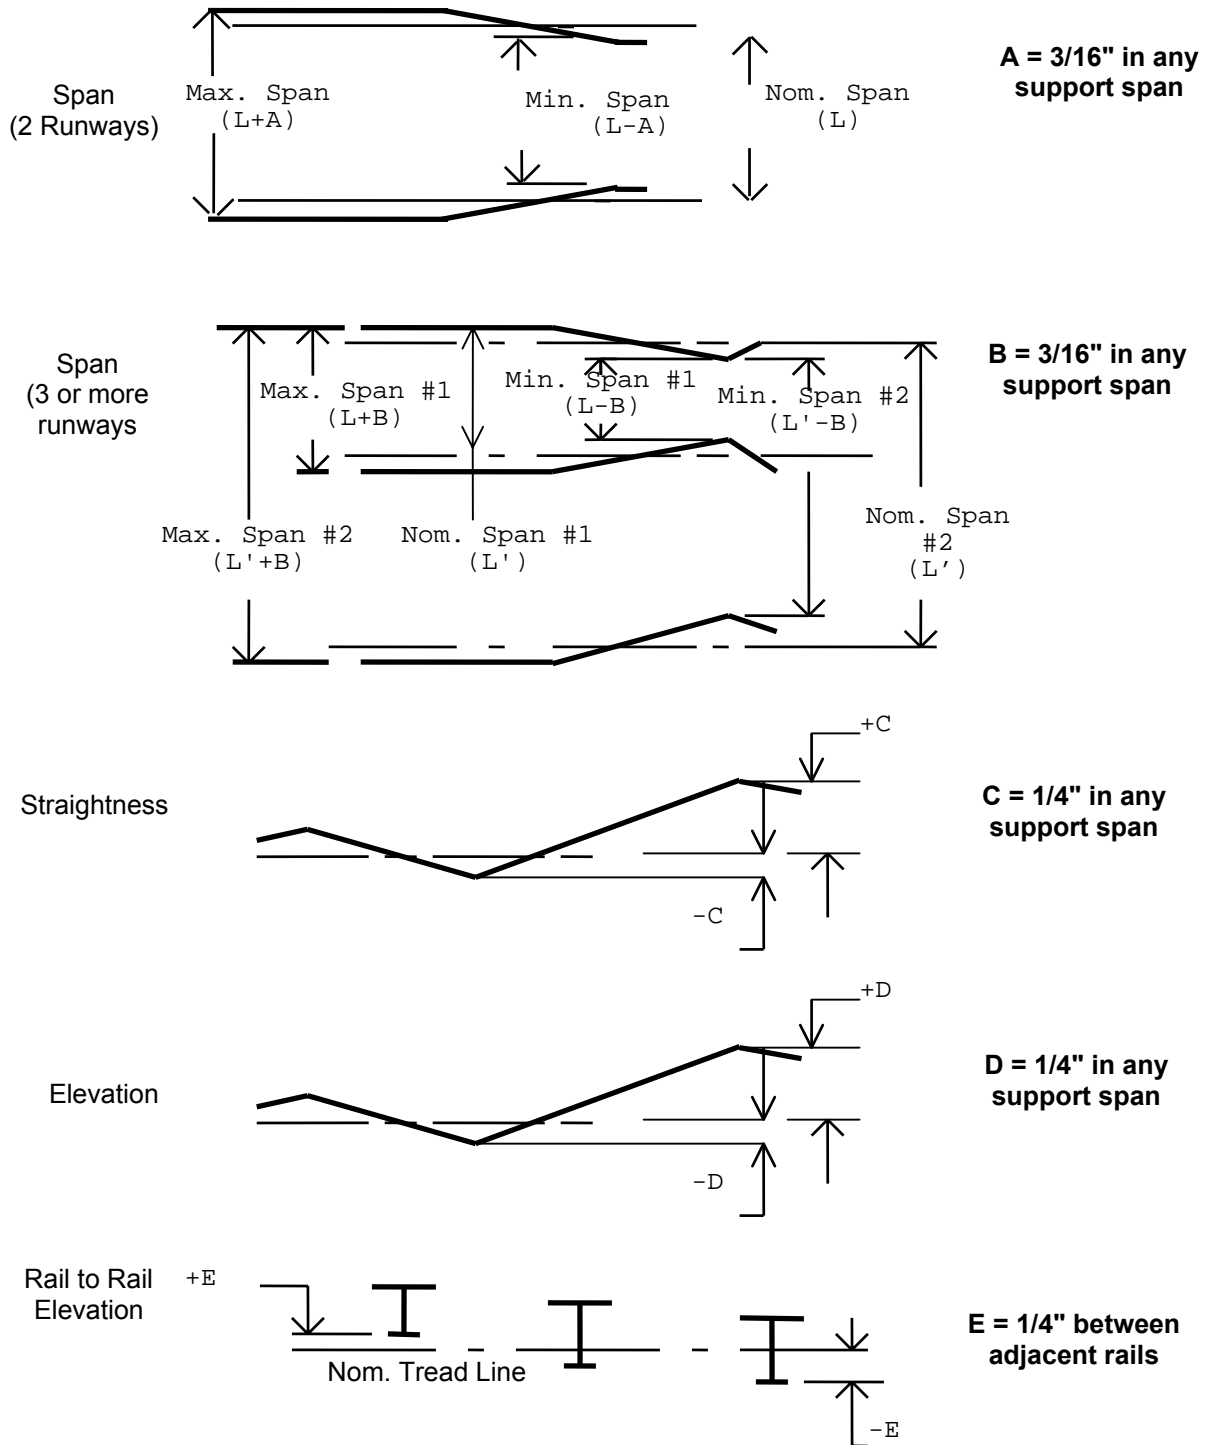 Span
(2 Runways)
Max. Span
(L+A)
Min. Span
(L-A)
Nom. Span
(L)
A = 3/16" in any
support span
Span
(3 or more
runways
Max. Span #1
(L+B)
Min. Span #1
(L-B)
Min. Span #2
(L'-B)
B = 3/16" in any
support span
Max. Span #2
(L'+B)
Nom. Span #1
(L')
Nom. Span
#2
(L’)
Straightness
+C
-C
C = 1/4" in any
support span
Elevation
+D
-D
D = 1/4" in any
support span
Rail to Rail
Elevation
+E
Nom. Tread Line
-E
E = 1/4" between
adjacent rails